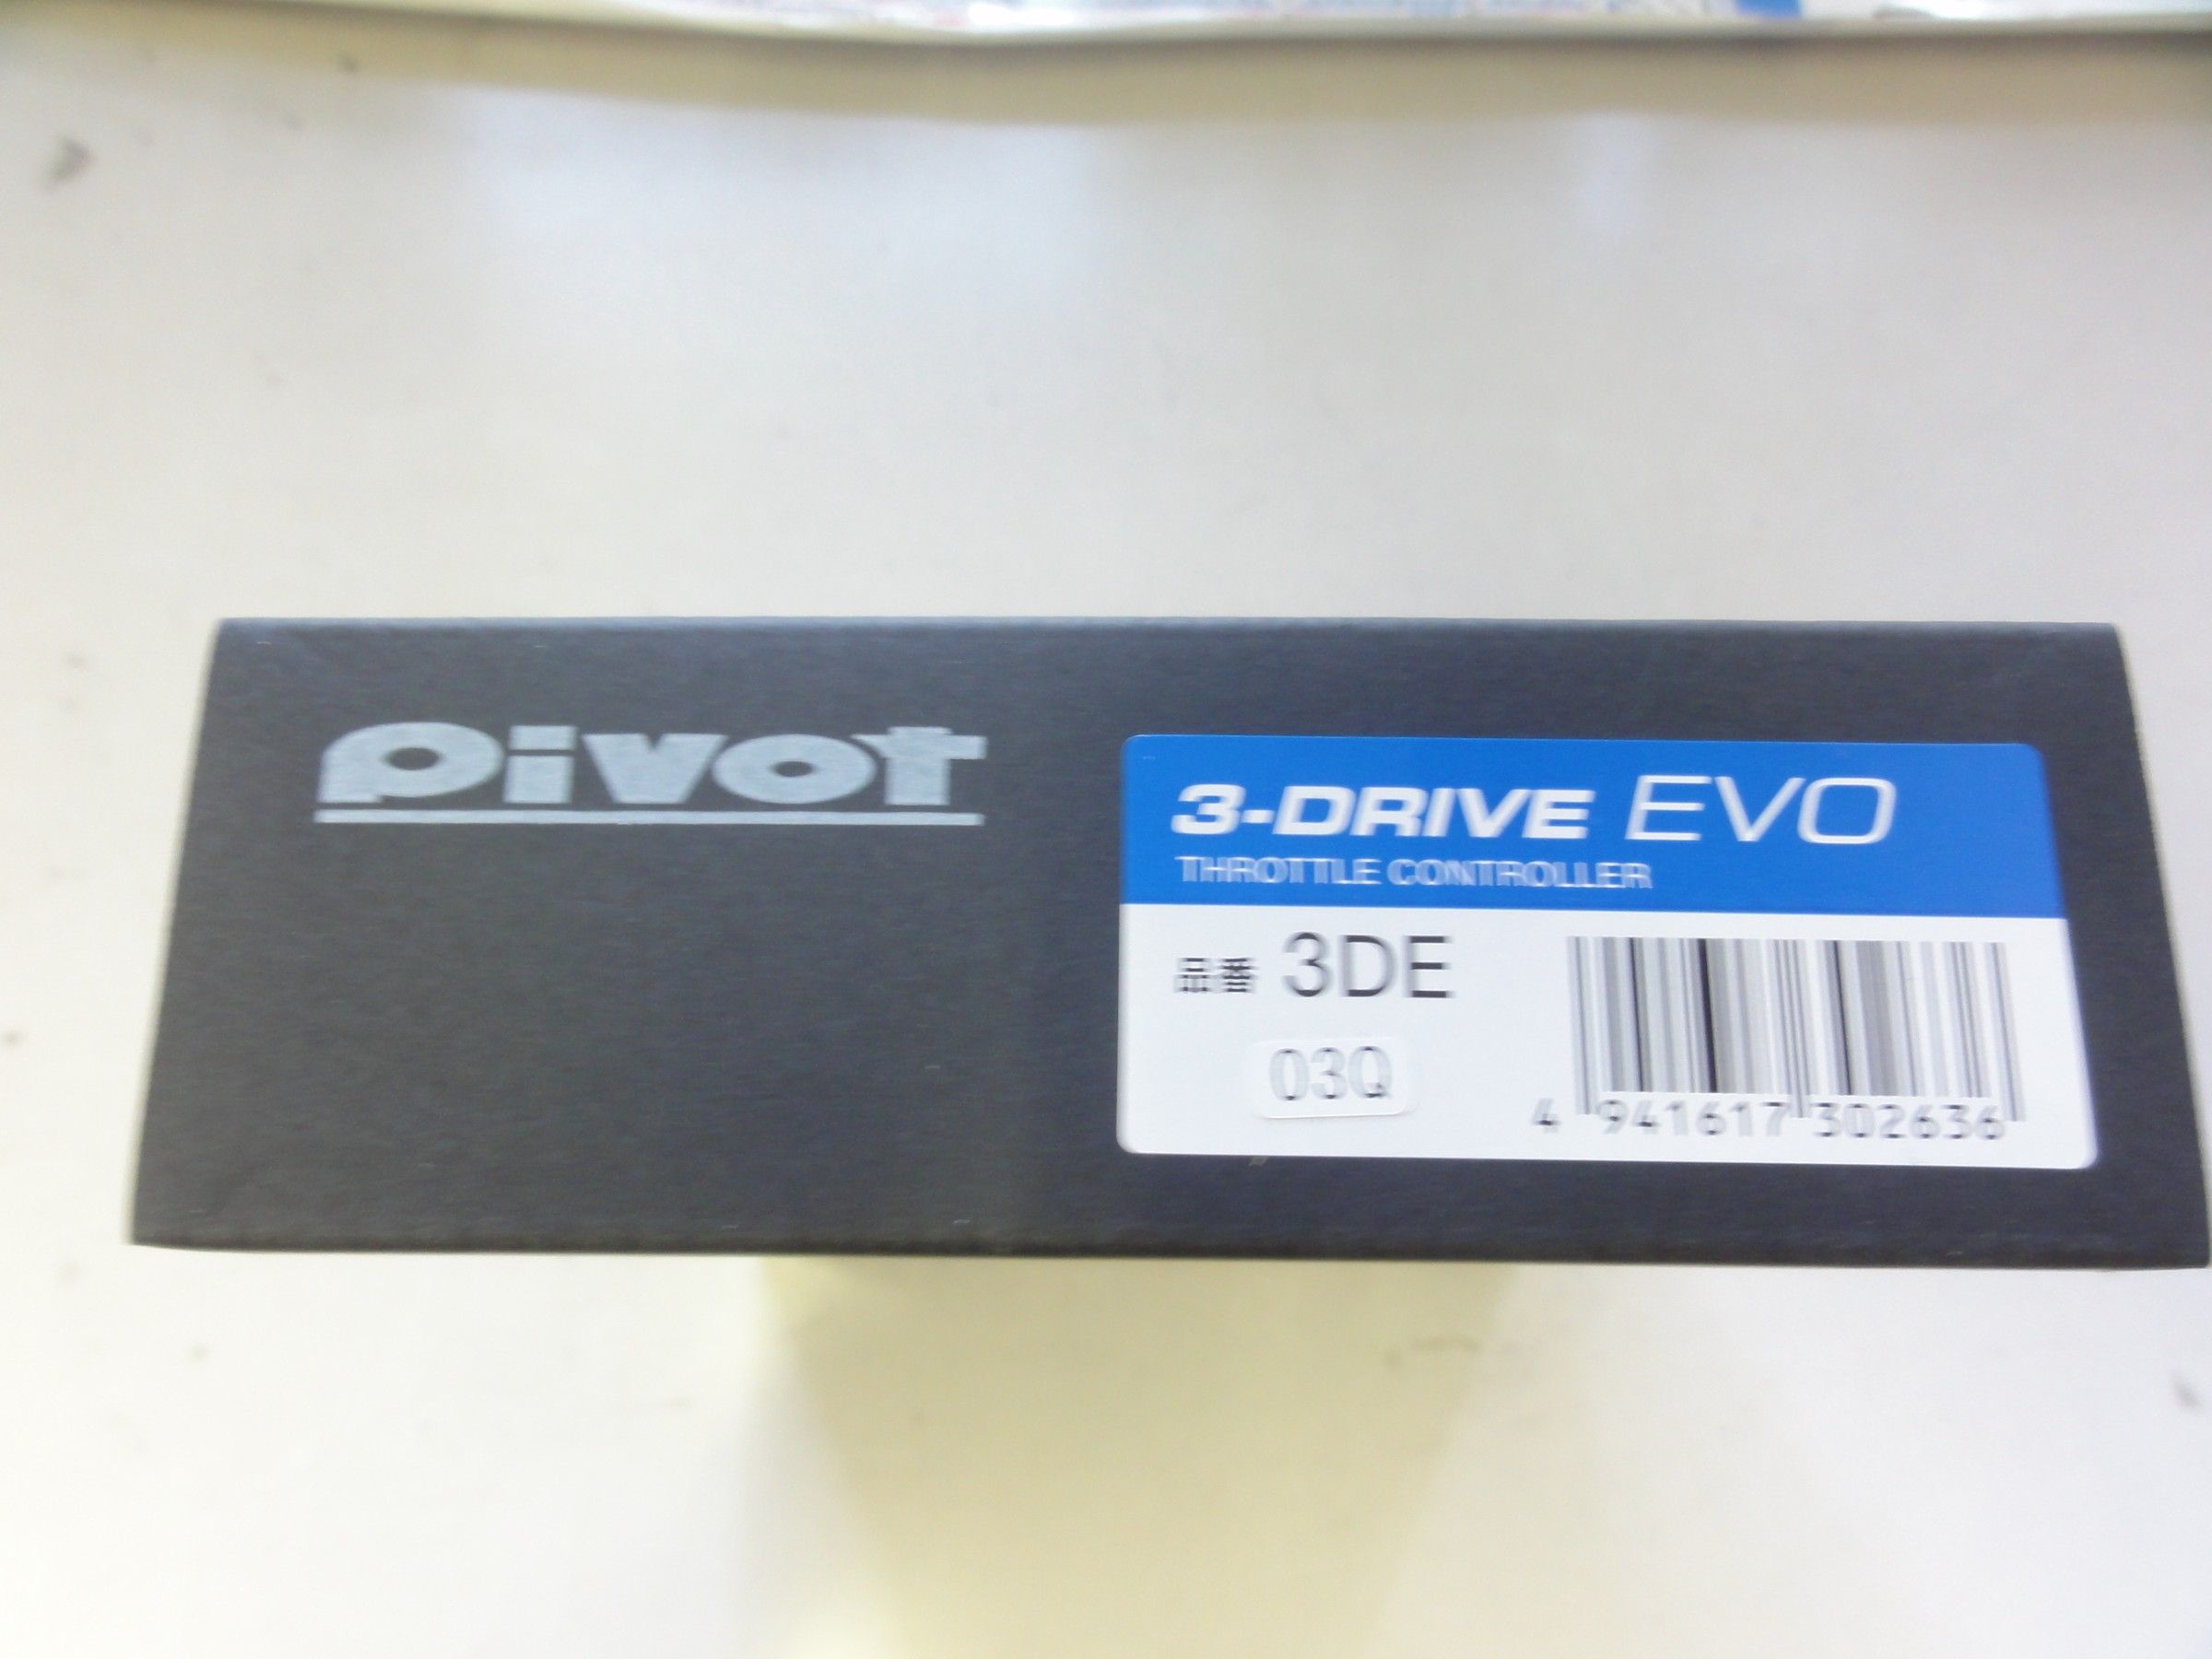 pivot
3-DRIVE EVO
THROTTLE CONTROLLER
品番 3DE
03Q
4 941617 302636